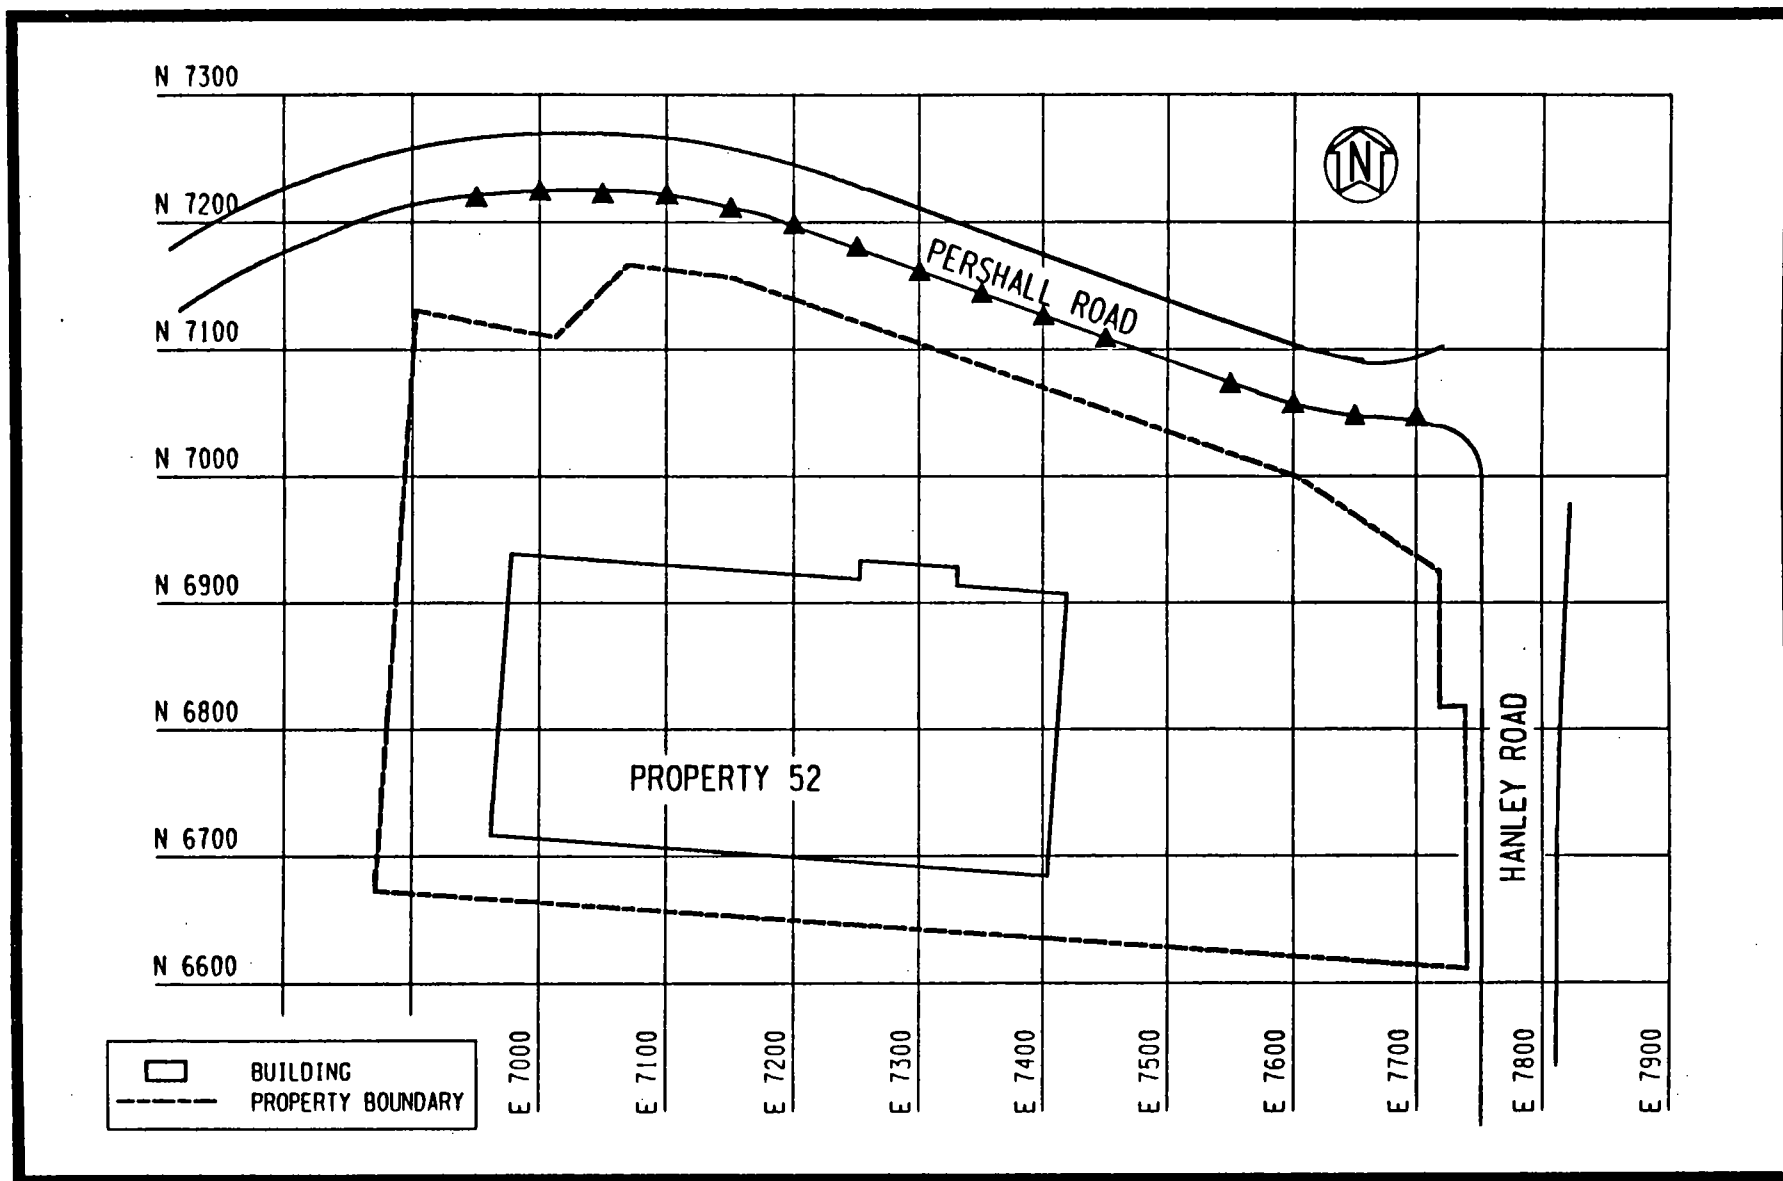 N 7300
N
N 7200
PERSHALL ROAD
N 7100
N 7000
N 6900
N 6800
HANLEY ROAD
PROPERTY 52
N 6700
N 6600
E 7000
E 7100
E 7200
E 7300
E 7400
E 7500
E 7600
E 7700
E 7800
E 7900
BUILDING
PROPERTY BOUNDARY